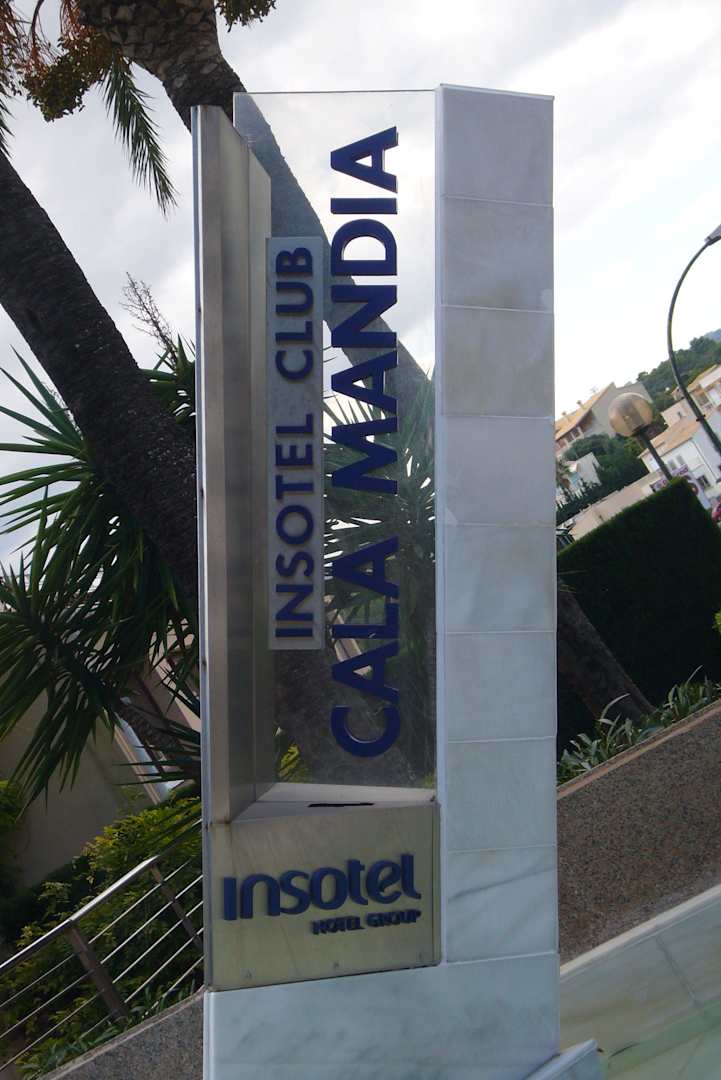 INSOTEL CLUB
CALA MANDIA
insotel
HOTEL GROUP